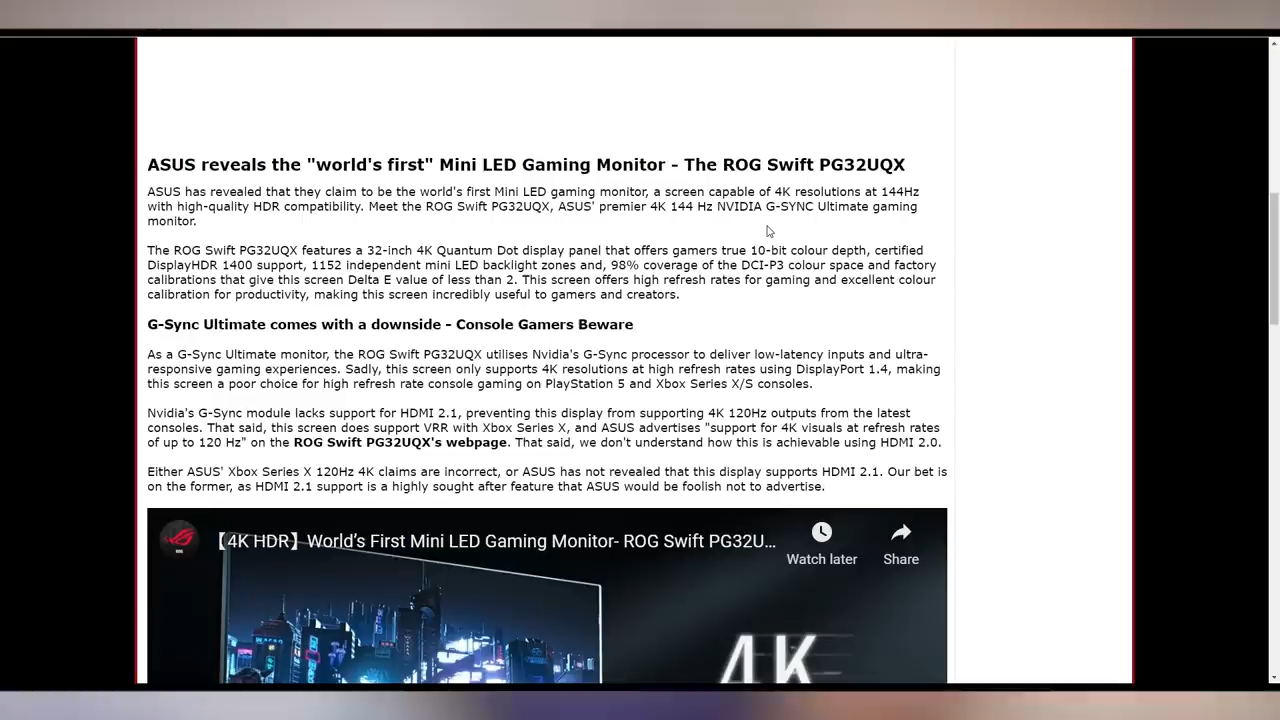 ASUS reveals the "world's first" Mini LED Gaming Monitor - The ROG Swift PG32UQX
ASUS has revealed that they claim to be the world's first Mini LED gaming monitor, a screen capable of 4K resolutions at 144Hz
with high-quality HDR compatibility. Meet the ROG Swift PG32UQX, ASUS' premier 4K 144 Hz NVIDIA G-SYNC Ultimate gaming
monitor.
The ROG Swift PG32UQX features a 32-inch 4K Quantum Dot display panel that offers gamers true 10-bit colour depth, certified
DisplayHDR 1400 support, 1152 independent mini LED backlight zones and, 98% coverage of the DCI-P3 colour space and factory
calibrations that give this screen Delta E value of less than 2. This screen offers high refresh rates for gaming and excellent colour
calibration for productivity, making this screen incredibly useful to gamers and creators.
G-Sync Ultimate comes with a downside - Console Gamers Beware
As a G-Sync Ultimate monitor, the ROG Swift PG32UQX utilises Nvidia's G-Sync processor to deliver low-latency inputs and ultra-
responsive gaming experiences. Sadly, this screen only supports 4K resolutions at high refresh rates using DisplayPort 1.4, making
this screen a poor choice for high refresh rate console gaming on PlayStation 5 and Xbox Series X/S consoles.
Nvidia's G-Sync module lacks support for HDMI 2.1, preventing this display from supporting 4K 120Hz outputs from the latest
consoles. That said, this screen does support VRR with Xbox Series X, and ASUS advertises "support for 4K visuals at refresh rates
of up to 120 Hz" on the ROG Swift PG32UQX's webpage. That said, we don't understand how this is achievable using HDMI 2.0.
Either ASUS' Xbox Series X 120Hz 4K claims are incorrect, or ASUS has not revealed that this display supports HDMI 2.1. Our bet is
on the former, as HDMI 2.1 support is a highly sought after feature that ASUS would be foolish not to advertise.
【4K HDR】World's First Mini LED Gaming Monitor- ROG Swift PG32U...
Watch later
Share
4K